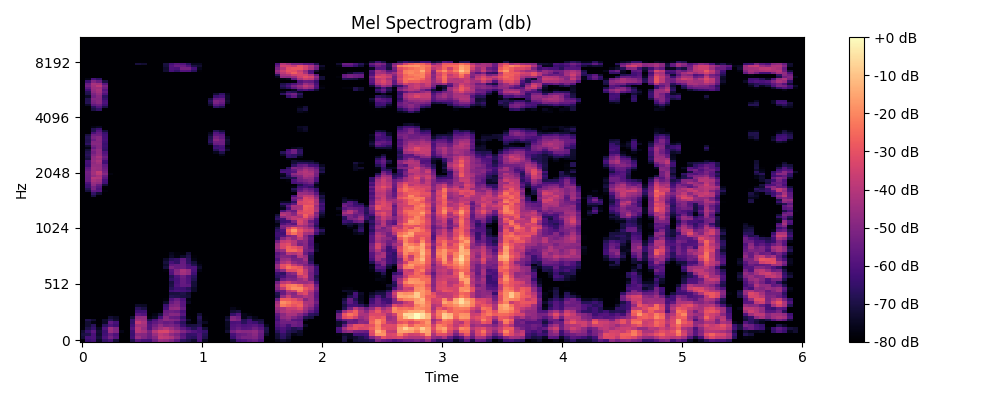 Mel Spectrogram (db)
8192
4096
2048
1024
512
0
Hz
0 1 2 3 4 5 6
Time
+0 dB
-10 dB
-20 dB
-30 dB
-40 dB
-50 dB
-60 dB
-70 dB
-80 dB